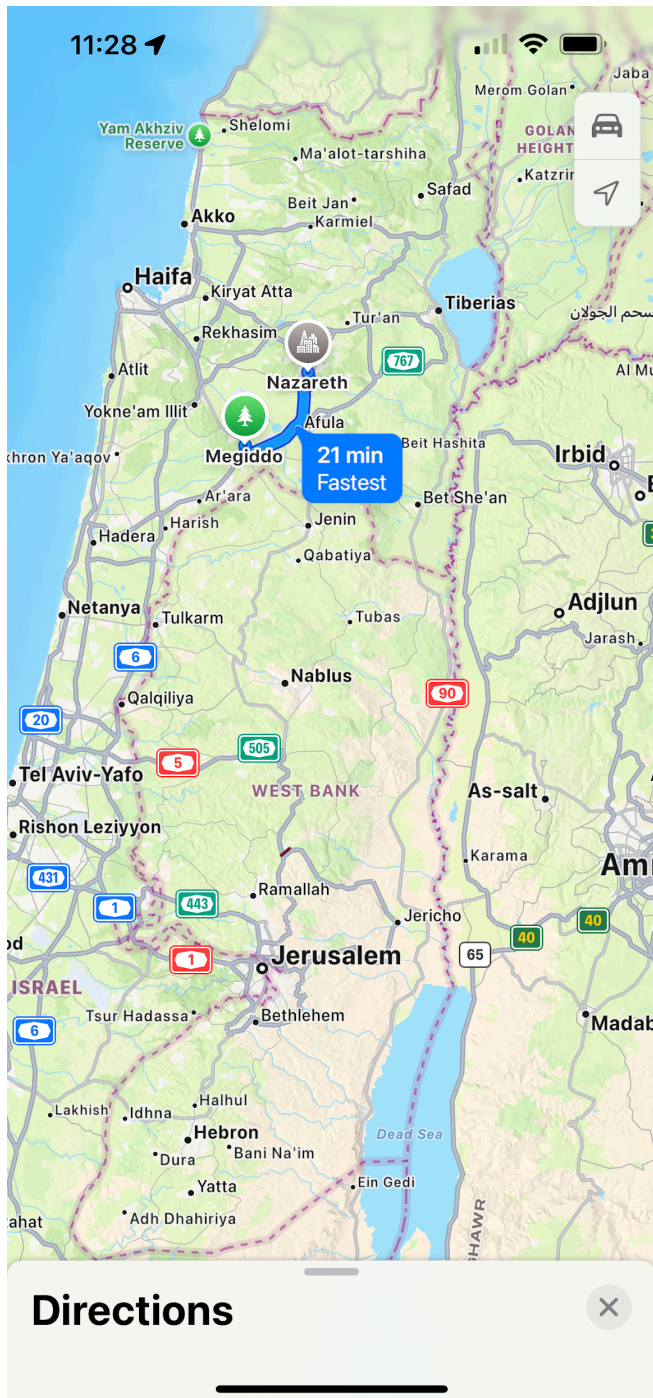 11:28
Jaba
Merom Golan
Yam Akhziv
Reserve
Shelomi
GOLAN
HEIGHT
Ma'alot-tarshiha
Katzrin
Safad
Beit Jan
Akko
Karmiel
Haifa
Kiryat Atta
Tiberias
سحم الجولان
Tur'an
Rekhasim
767
Atlit
Al Mu
Nazareth
Yokne'am Illit
Afula
Beit Hashita
Megiddo
21 min
Fastest
khron Ya'aqov
Irbid
Ar'ara
Bet She'an
Harish
Jenin
Hadera
Qabatiya
Adjlun
Netanya
Tulkarm
Tubas
Jarash
6
Nablus
90
Qalqiliya
20
505
5
Tel Aviv-Yafo
WEST BANK
As-salt
Rishon Leziyyon
Karama
Am
431
Ramallah
443
1
Jericho
40
40
od
Jerusalem
65
1
ISRAEL
Tsur Hadassa
Bethlehem
Madab
6
Halhul
Lakhish
Idhna
Hebron
Dead Sea
Dura
Bani Na'im
Yatta
Ein Gedi
ahat
Adh Dhahiriya
GHAWR
Directions